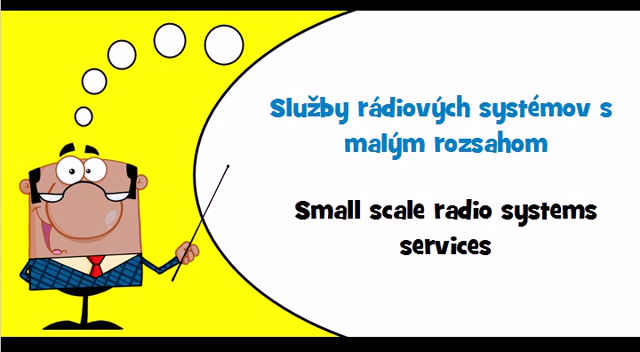 Služby rádiových systémov s
malým rozsahom
Small scale radio systems
services